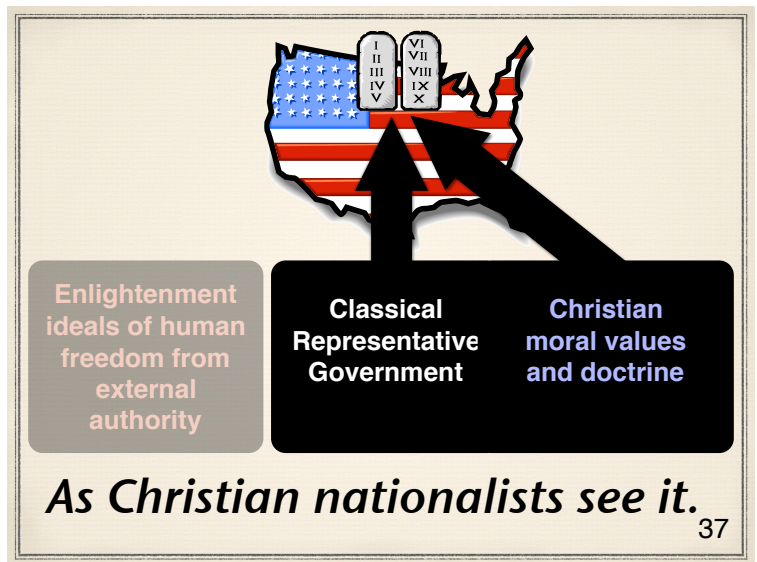 I
II
III
IV
V
VI
VII
VIII
IX
X
Enlightenment
ideals of human
freedom from
external
authority
Classical
Representative
Government
Christian
moral values
and doctrine
As Christian nationalists see it.
37